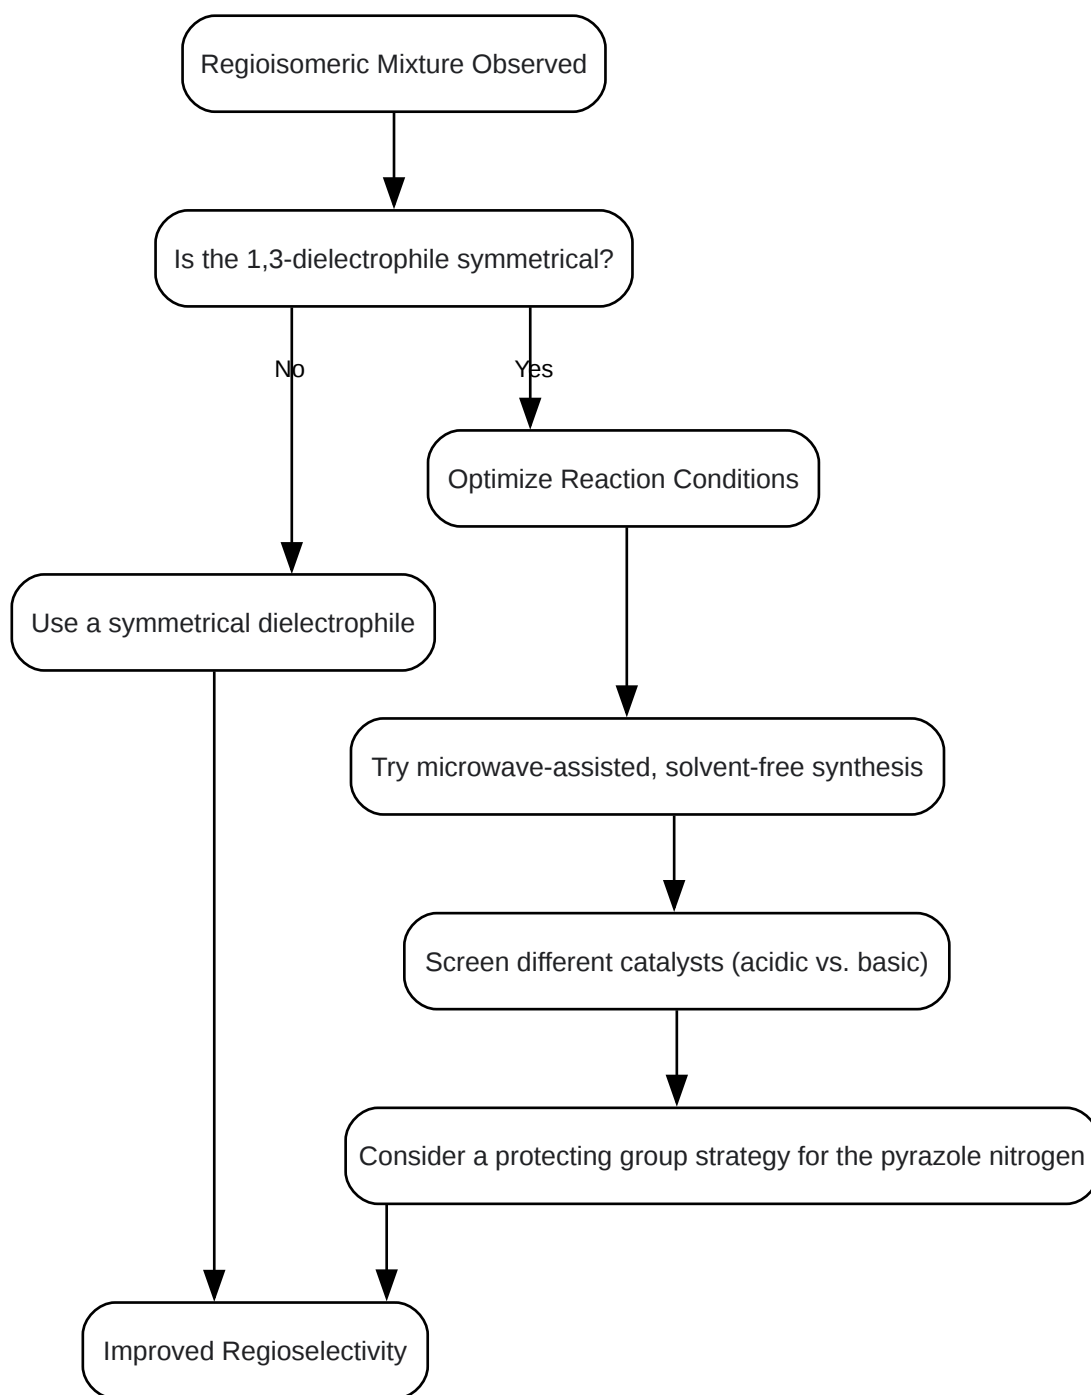 Regioisomeric Mixture Observed
Is the 1,3-dielectrophile symmetrical?
No
Yes
Optimize Reaction Conditions
Use a symmetrical dielectrophile
Try microwave-assisted, solvent-free synthesis
Screen different catalysts (acidic vs. basic)
Consider a protecting group strategy for the pyrazole nitrogen
Improved Regioselectivity